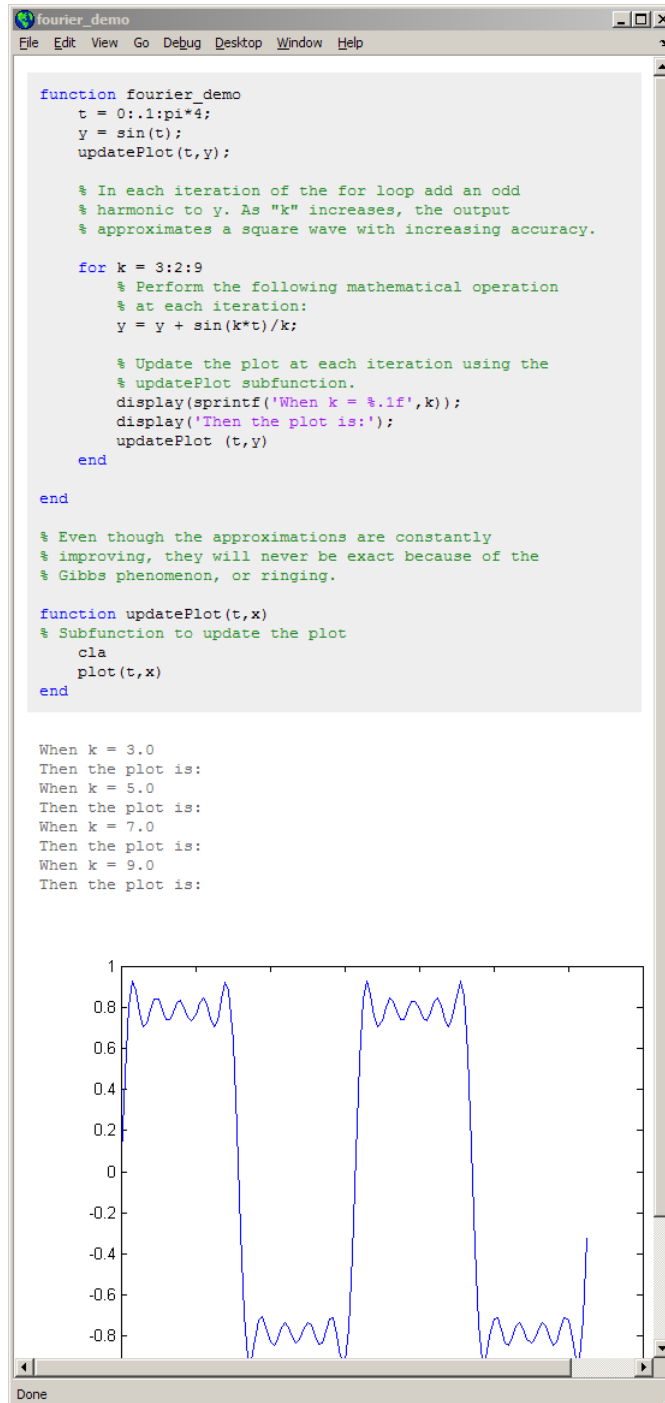 fourier_demo
File Edit View Go Debug Desktop Window Help
function fourier_demo
    t = 0:.1:pi*4;
    y = sin(t);
    updatePlot(t,y);
    % In each iteration of the for loop add an odd
    % harmonic to y. As "k" increases, the output
    % approximates a square wave with increasing accuracy.
    for k = 3:2:9
        % Perform the following mathematical operation
        % at each iteration:
        y = y + sin(k*t)/k;
        % Update the plot at each iteration using the
        % updatePlot subfunction.
        display(sprintf('When k = %.1f',k));
        display('Then the plot is:');
        updatePlot (t,y)
    end
end
% Even though the approximations are constantly
% improving, they will never be exact because of the
% Gibbs phenomenon, or ringing.
function updatePlot(t,x)
% Subfunction to update the plot
    cla
    plot(t,x)
end
When k = 3.0
Then the plot is:
When k = 5.0
Then the plot is:
When k = 7.0
Then the plot is:
When k = 9.0
Then the plot is:
1
0.8
0.6
0.4
0.2
0
-0.2
-0.4
-0.6
-0.8
Done